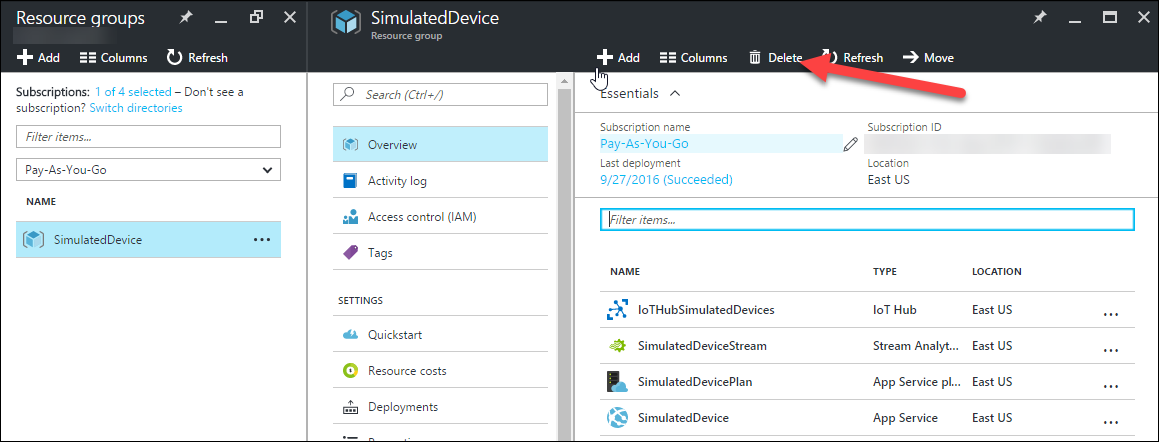 Resource groups
Add Columns Refresh
Subscriptions: 1 of 4 selected – Don't see a
subscription? Switch directories
Filter items...
Pay-As-You-Go
NAME
SimulatedDevice ...
SimulatedDevice
Resource group
Search (Ctrl+/)
Overview
Activity log
Access control (IAM)
Tags
SETTINGS
Quickstart
Resource costs
Deployments
Add Columns Delete Refresh Move
Essentials
Subscription name Subscription ID
Pay-As-You-Go
Last deployment Location
9/27/2016 (Succeeded) East US
Filter items...
NAME TYPE LOCATION
IoTHubSimulatedDevices IoT Hub East US ...
SimulatedDeviceStream Stream Analyt... East US ...
SimulatedDevicePlan App Service pl... East US ...
SimulatedDevice App Service East US ...